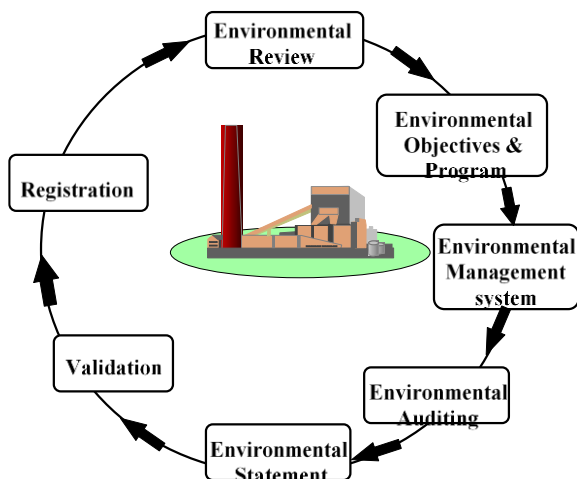 Environmental
Review
Environmental
Objectives &
Program
Environmental
Management
system
Environmental
Auditing
Environmental
Statement
Validation
Registration